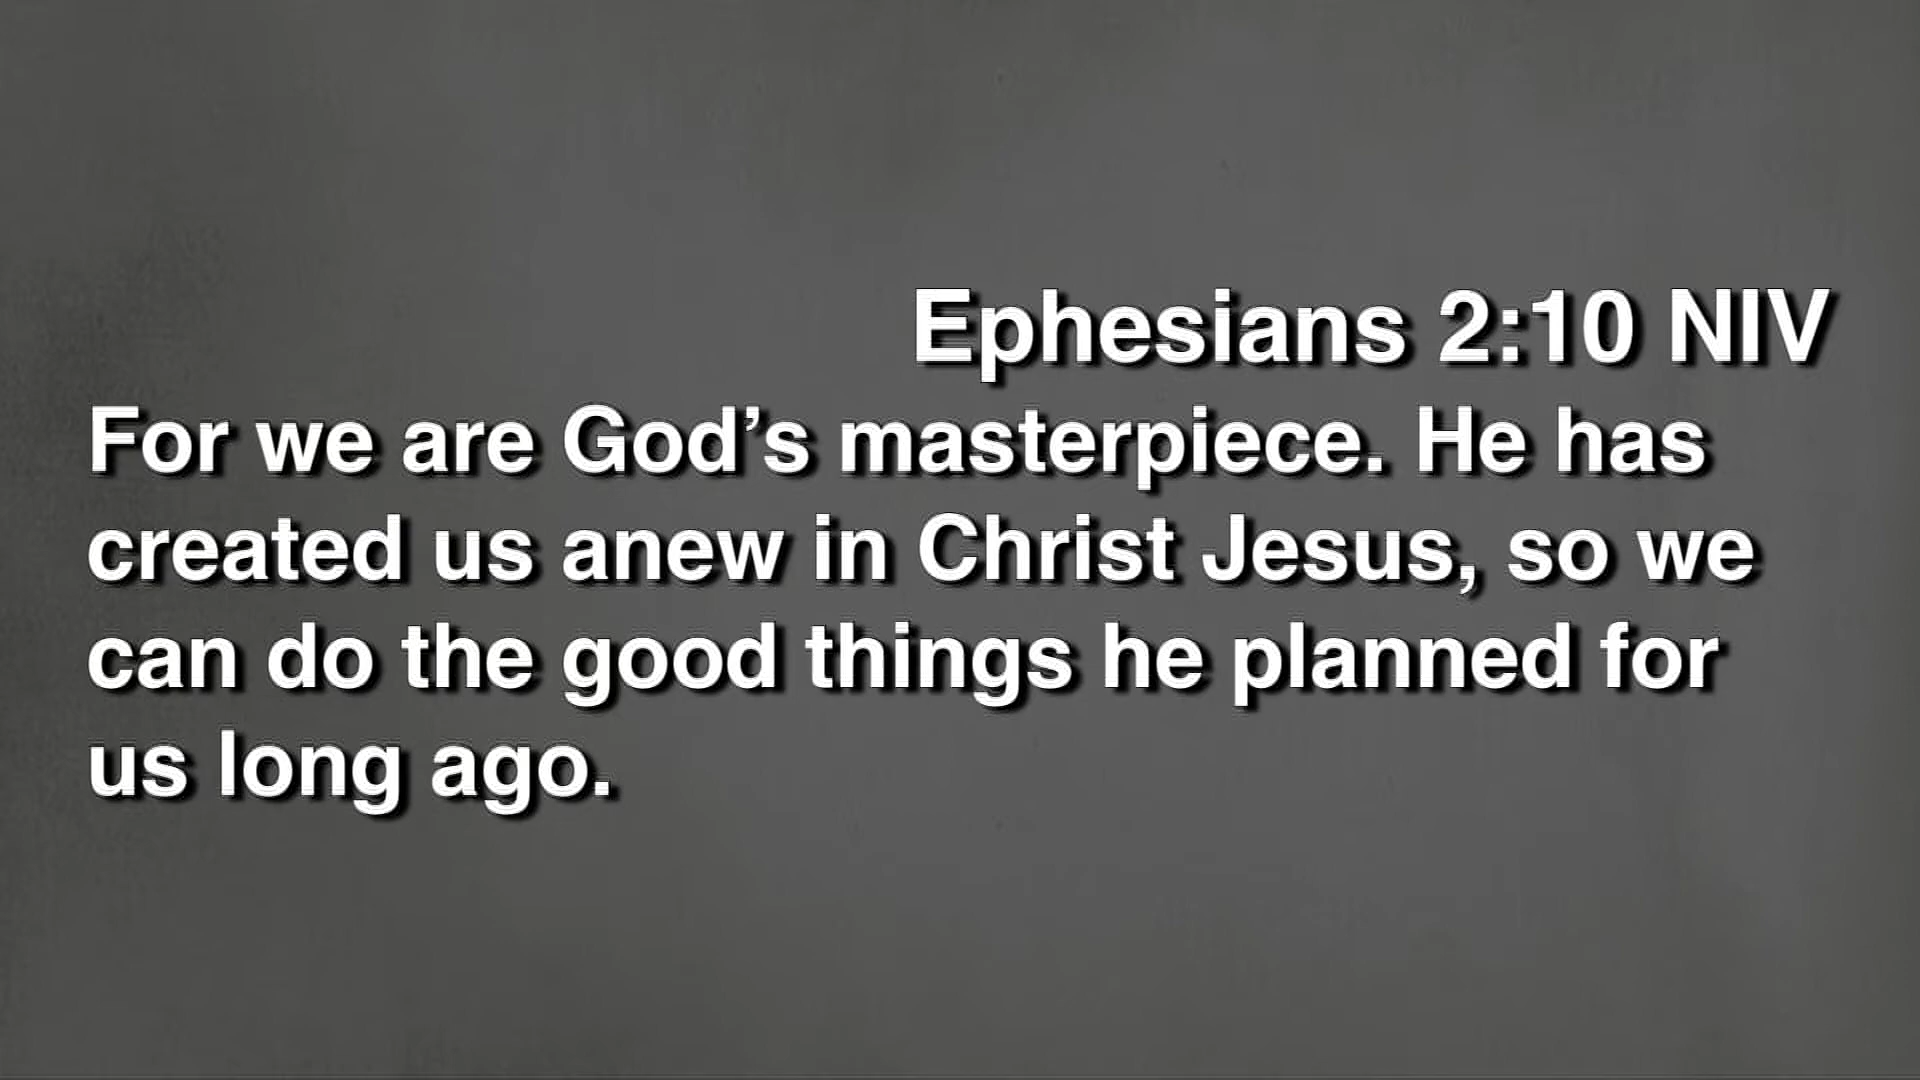 Ephesians 2:10 NIV
For we are God’s masterpiece. He has
created us anew in Christ Jesus, so we
can do the good things he planned for
us long ago.